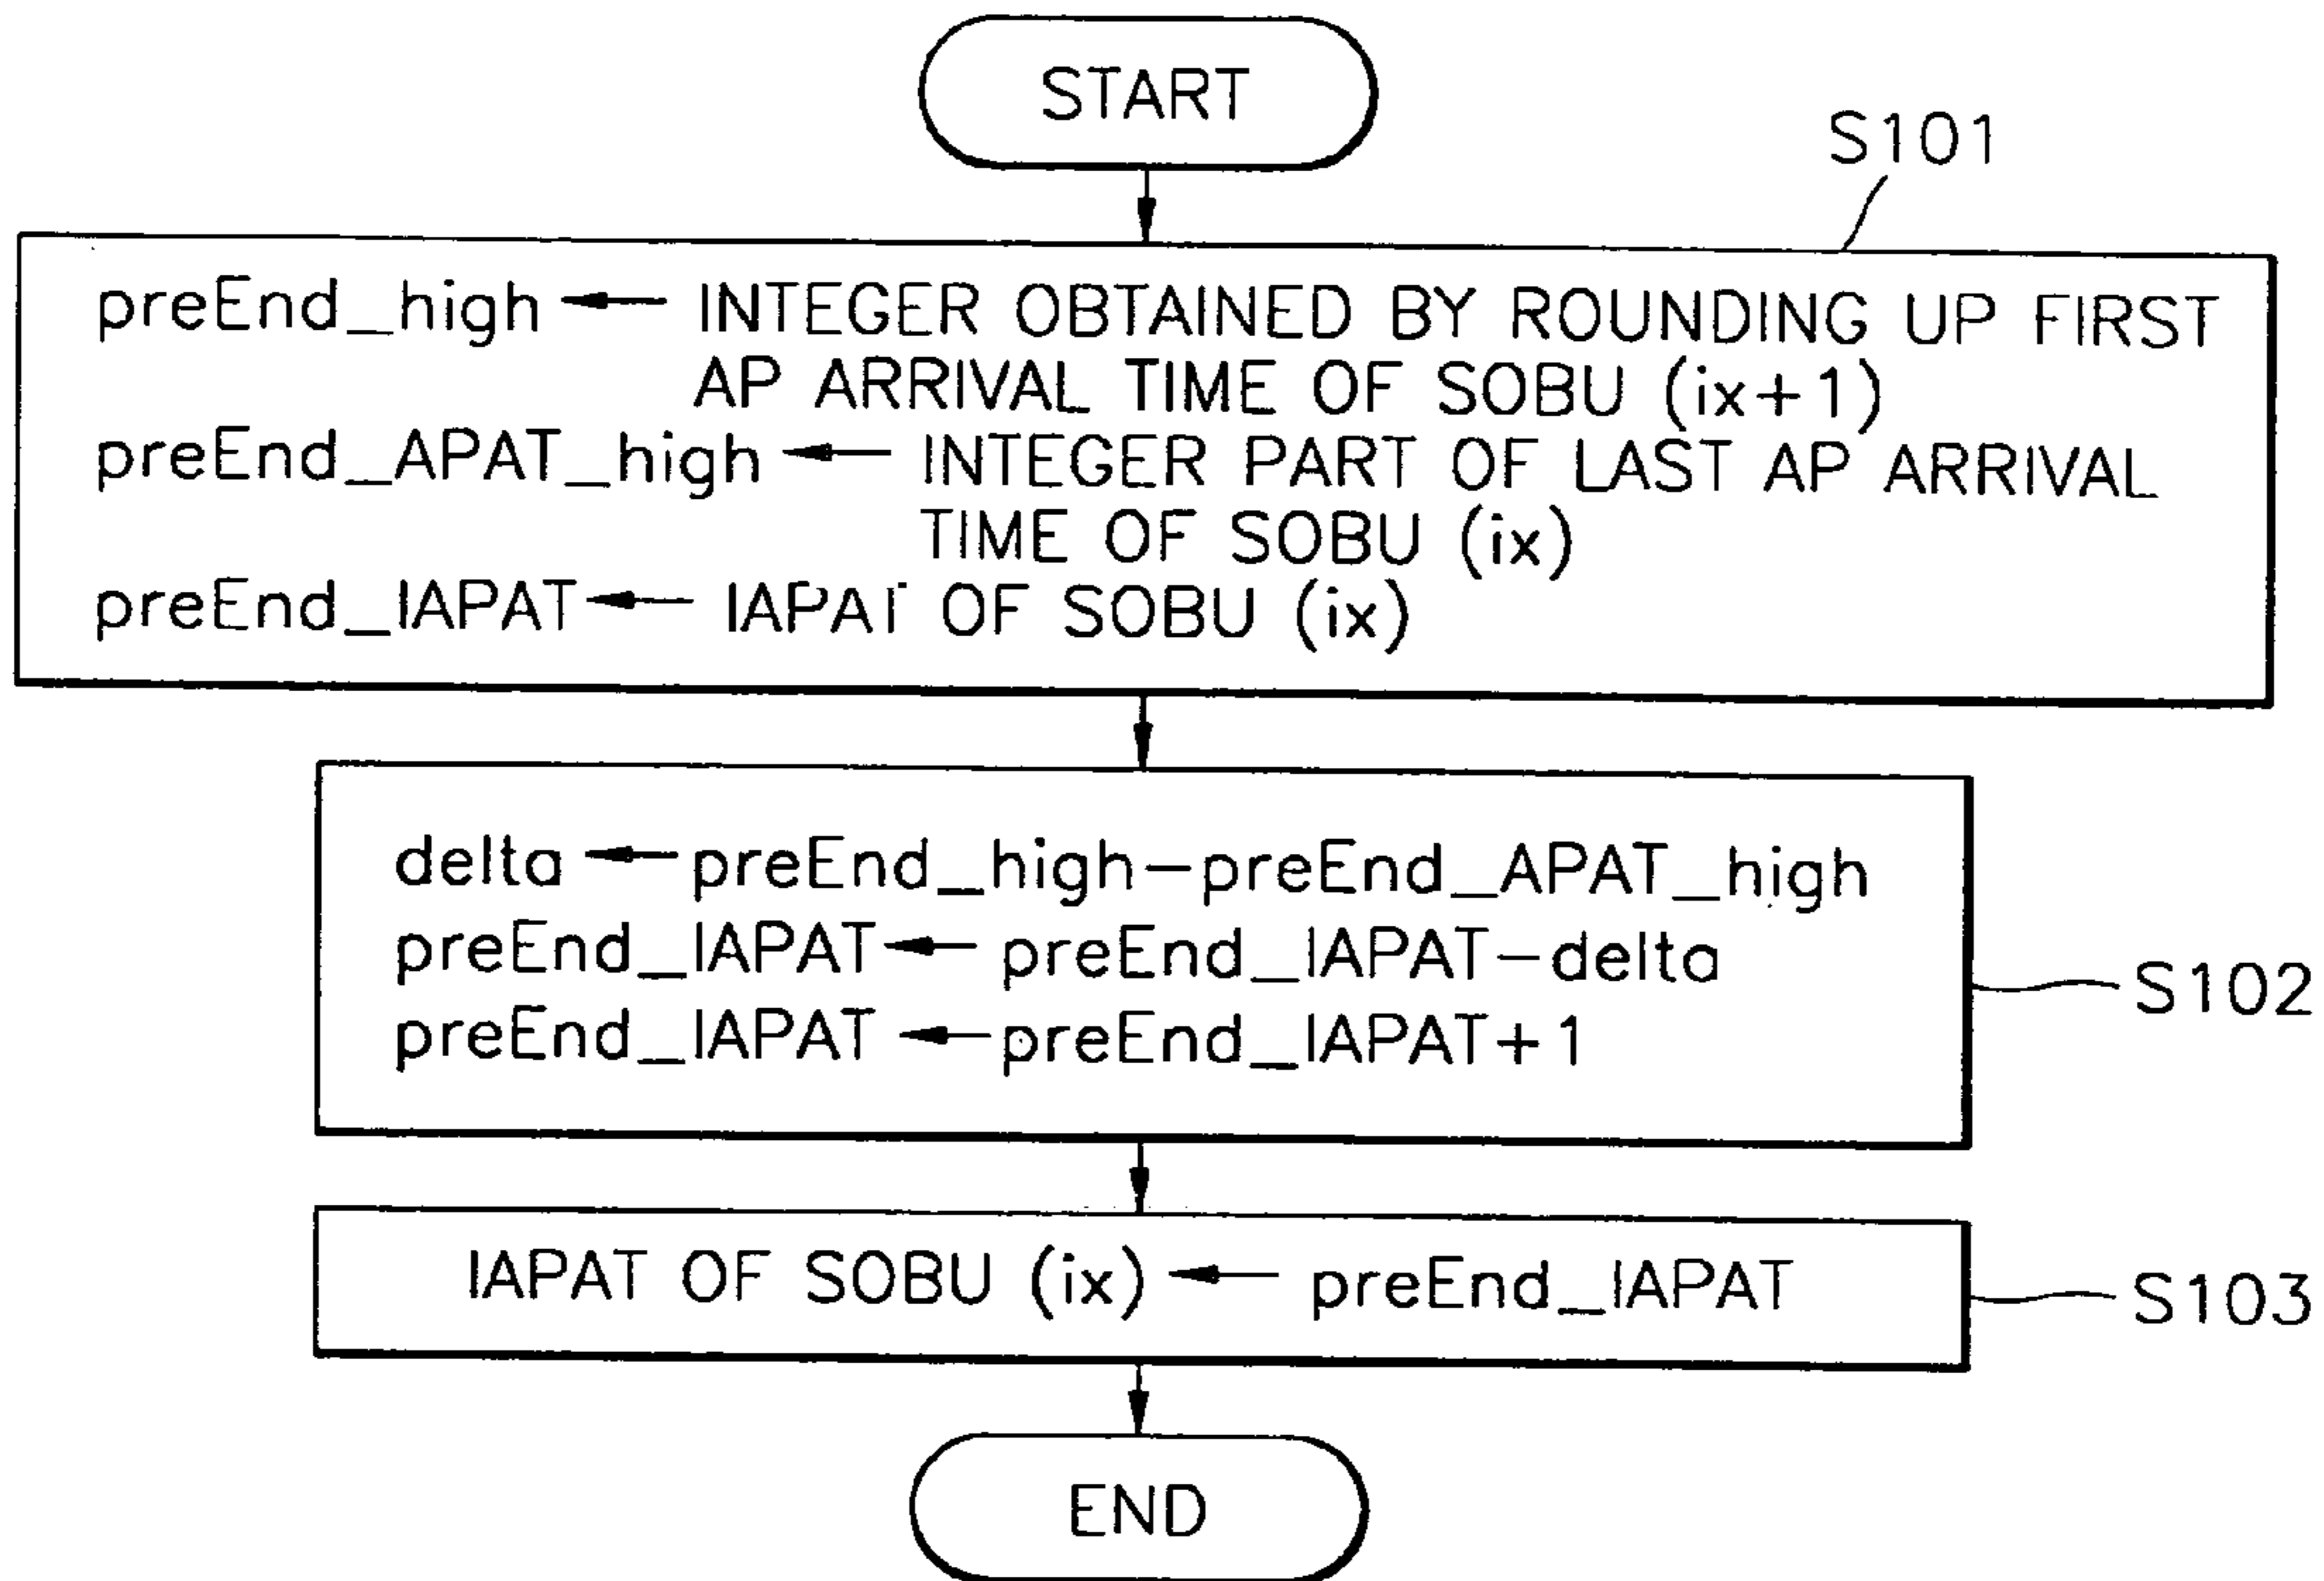 START
S101
preEnd_high ← INTEGER OBTAINED BY ROUNDING UP FIRST
AP ARRIVAL TIME OF SOBU (ix+1)
preEnd_APAT_high ← INTEGER PART OF LAST AP ARRIVAL
TIME OF SOBU (ix)
preEnd_IAPAT ← IAPAT OF SOBU (ix)
delta ← preEnd_high−preEnd_APAT_high
preEnd_IAPAT ← preEnd_IAPAT−delta
S102
preEnd_IAPAT ← preEnd_IAPAT+1
IAPAT OF SOBU (ix) ← preEnd_IAPAT
S103
END